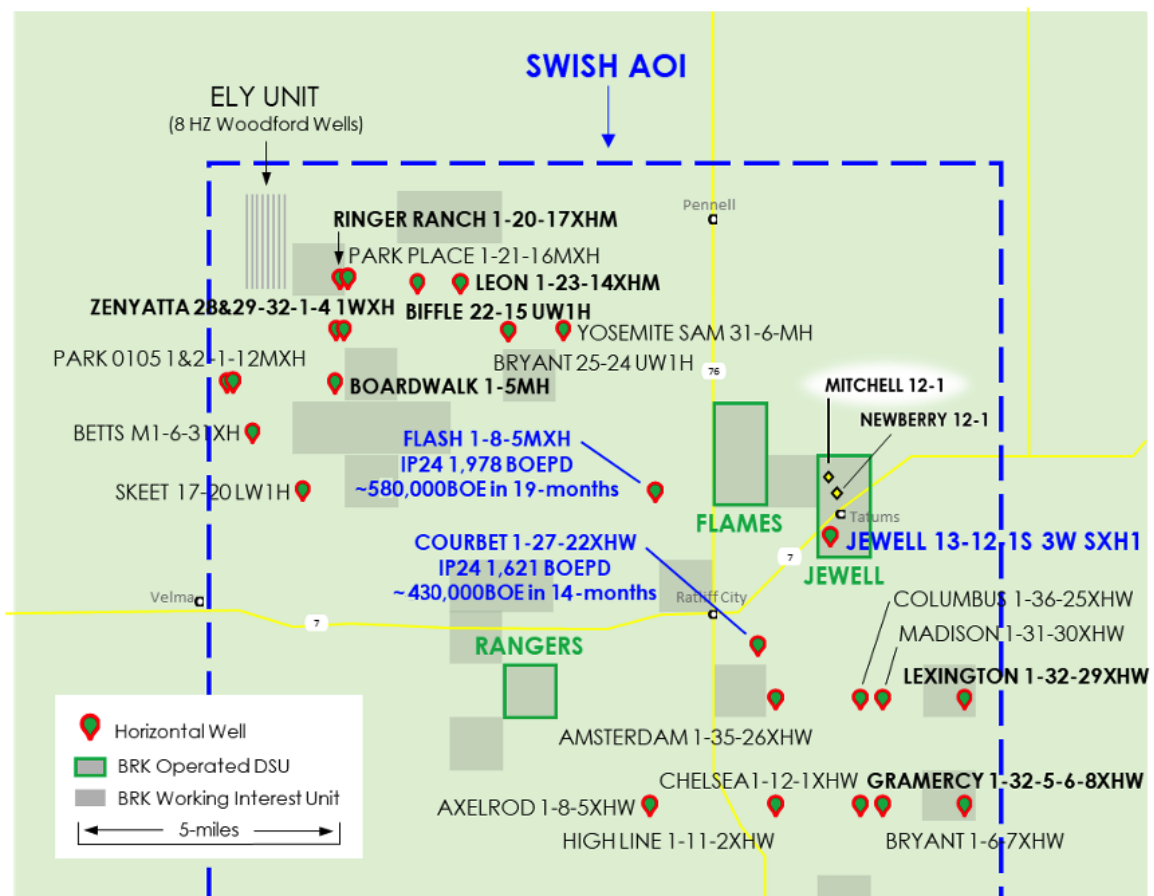 SWISH AOI
ELY UNIT
(8 HZ Woodford Wells)
Pennell
RINGER RANCH 1-20-17XHM
PARK PLACE 1-21-16MXH
LEON 1-23-14XHM
ZENYATTA 28&29-32-1-4 1WXH
BIFFLE 22-15 UW1H
YOSEMITE SAM 31-6-MH
PARK 0105 1&2-1-12MXH
BRYANT 25-24 UW1H
76
BOARDWALK 1-5MH
MITCHELL 12-1
NEWBERRY 12-1
BETTS M1-6-31XH
FLASH 1-8-5MXH
IP24 1,978 BOEPD
~580,000BOE in 19-months
SKEET 17-20 LW1H
FLAMES
Tatums
JEWELL 13-12-1S 3W SXH1
COURBET 1-27-22XHW
IP24 1,621 BOEPD
~430,000BOE in 14-months
7
JEWELL
Velma
Ratliff City
COLUMBUS 1-36-25XHW
7
MADISON 1-31-30XHW
RANGERS
LEXINGTON 1-32-29XHW
AMSTERDAM 1-35-26XHW
Horizontal Well
BRK Operated DSU
BRK Working Interest Unit
5-miles
CHELSEA 1-12-1XHW
GRAMERCY 1-32-5-6-8XHW
AXELROD 1-8-5XHW
HIGH LINE 1-11-2XHW
BRYANT 1-6-7XHW